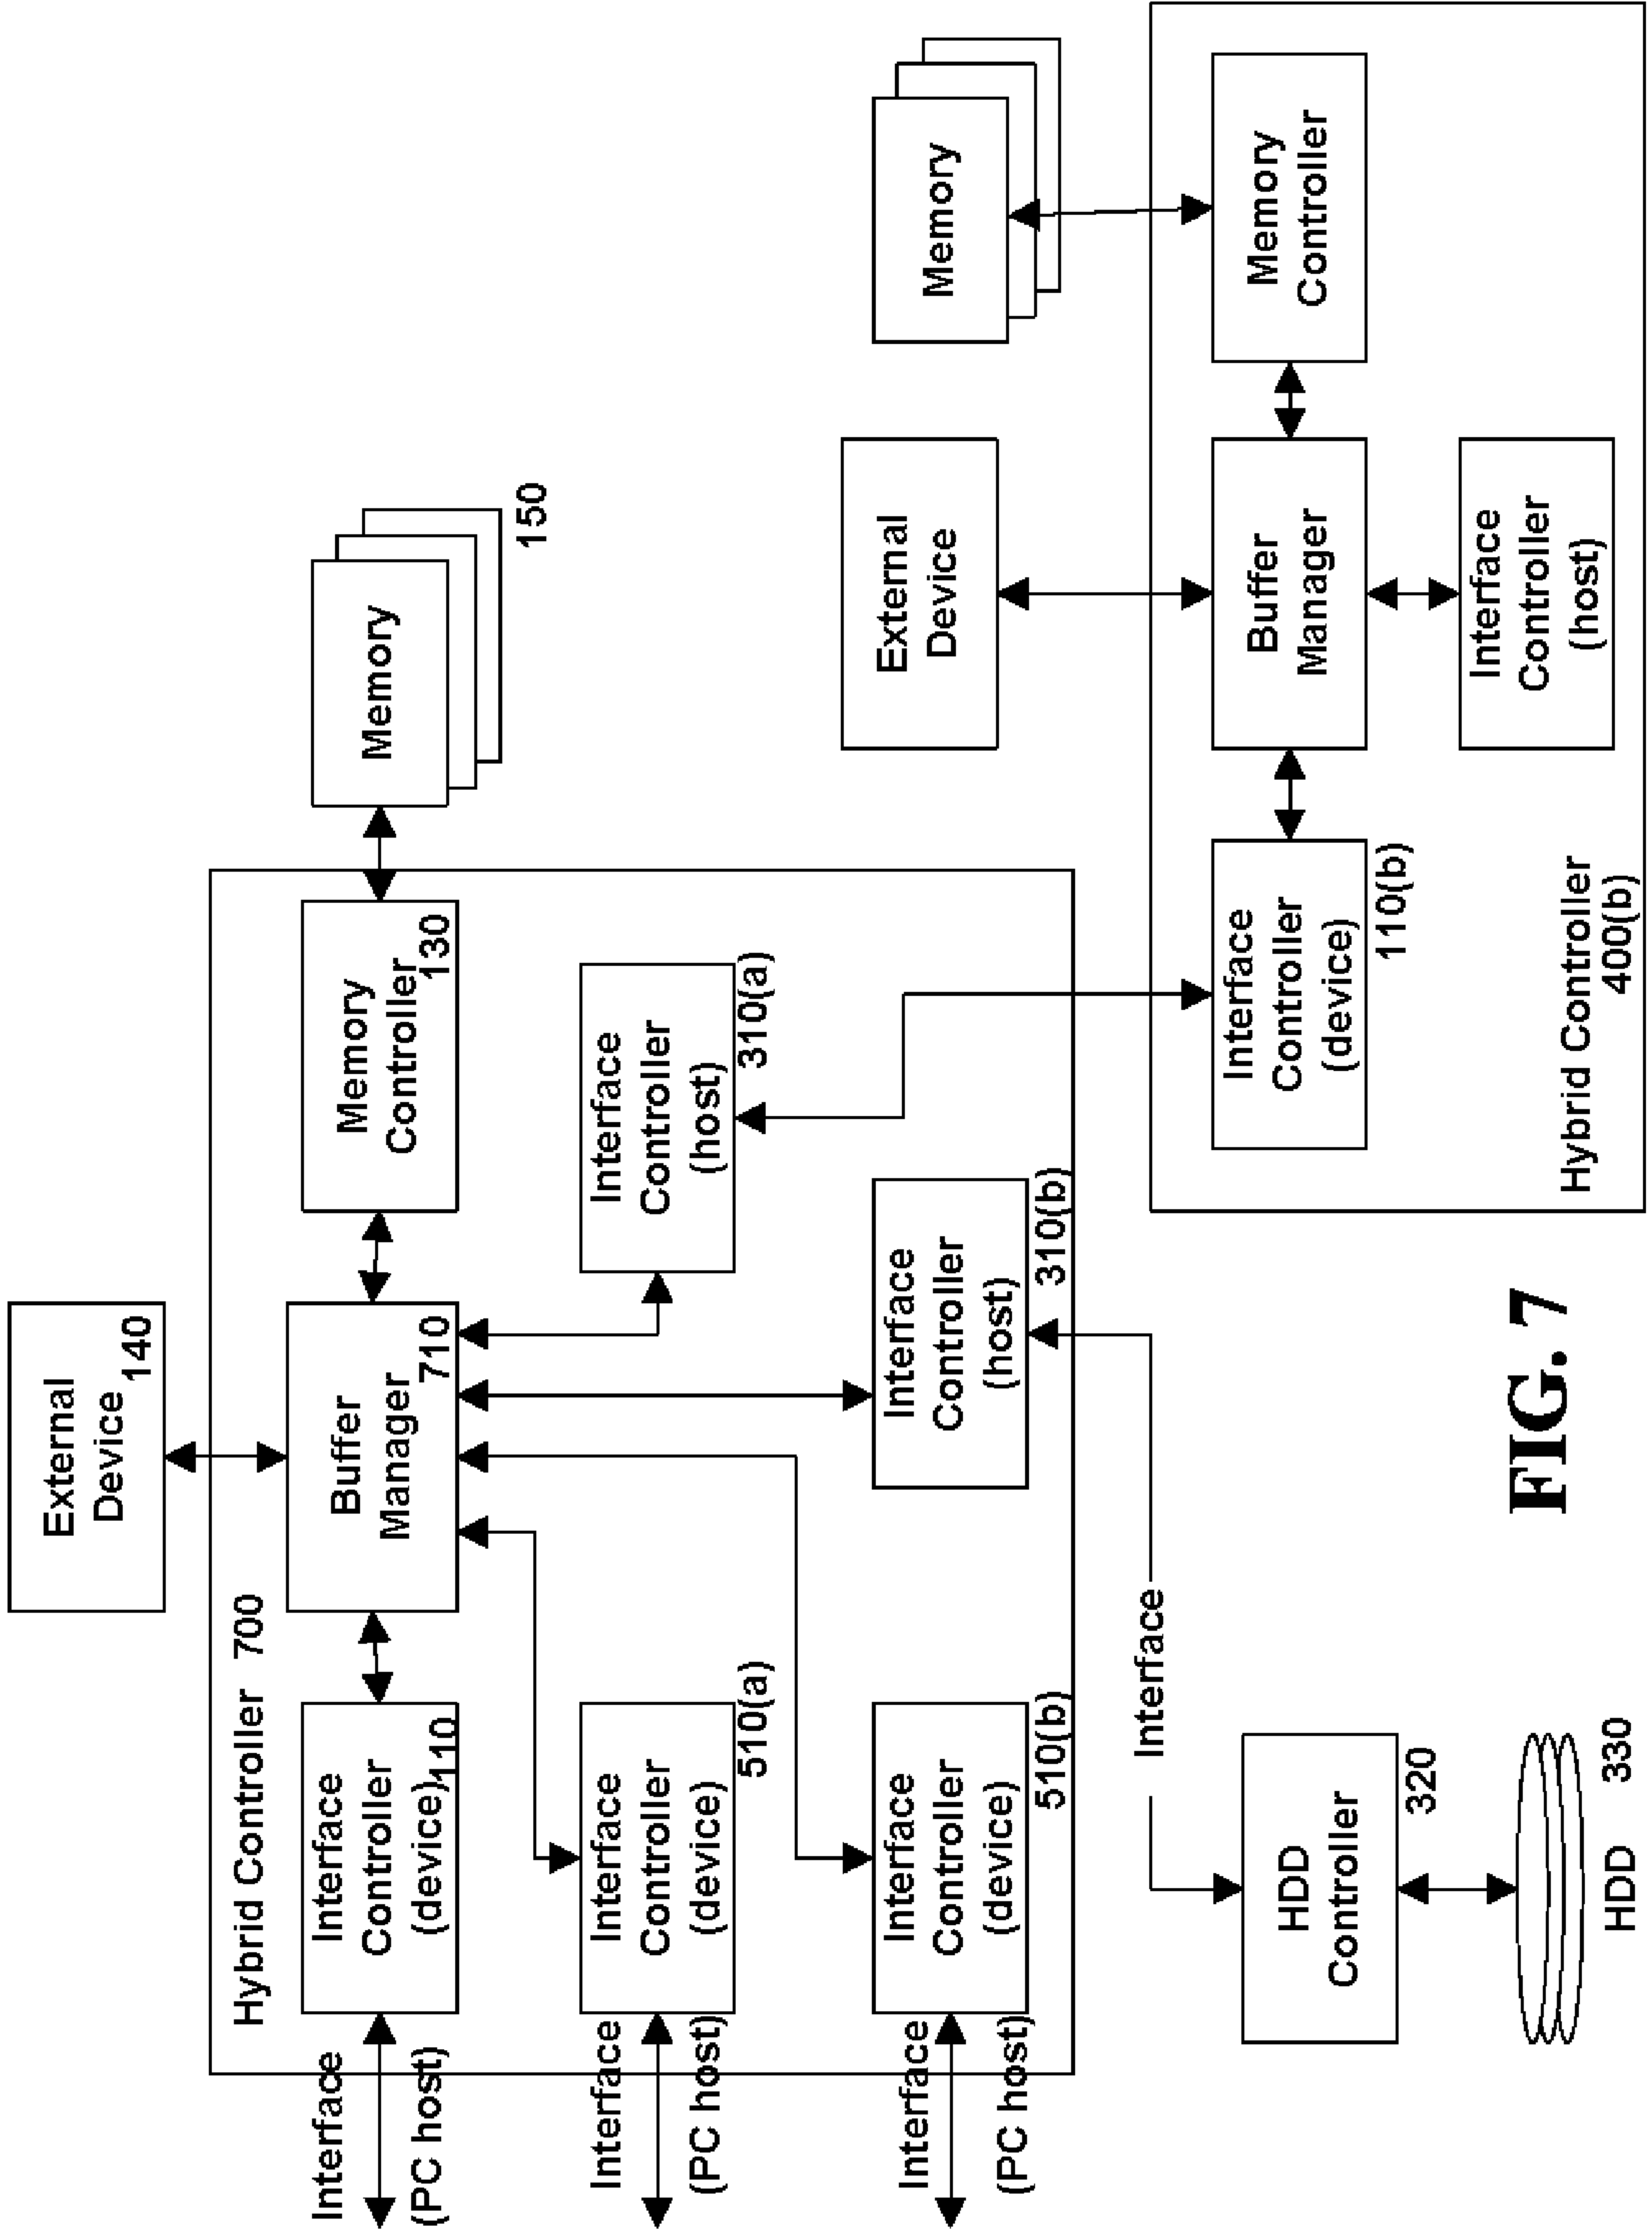 External
Device
140
Hybrid Controller 700
Interface
(PC host)
Interface
Controller
(device)
110
Buffer
Manager
710
Memory
Controller
130
Memory
150
Interface
(PC host)
Interface
Controller
(device)
510(a)
Interface
Controller
(host)
310(a)
Interface
(PC host)
Interface
Controller
(device)
510(b)
Interface
Controller
(host)
310(b)
External
Device
Memory
Interface
HDD
Controller
320
HDD 330
Interface
Controller
(device)
110(b)
Buffer
Manager
Memory
Controller
Interface
Controller
(host)
Hybrid Controller
400(b)
FIG. 7